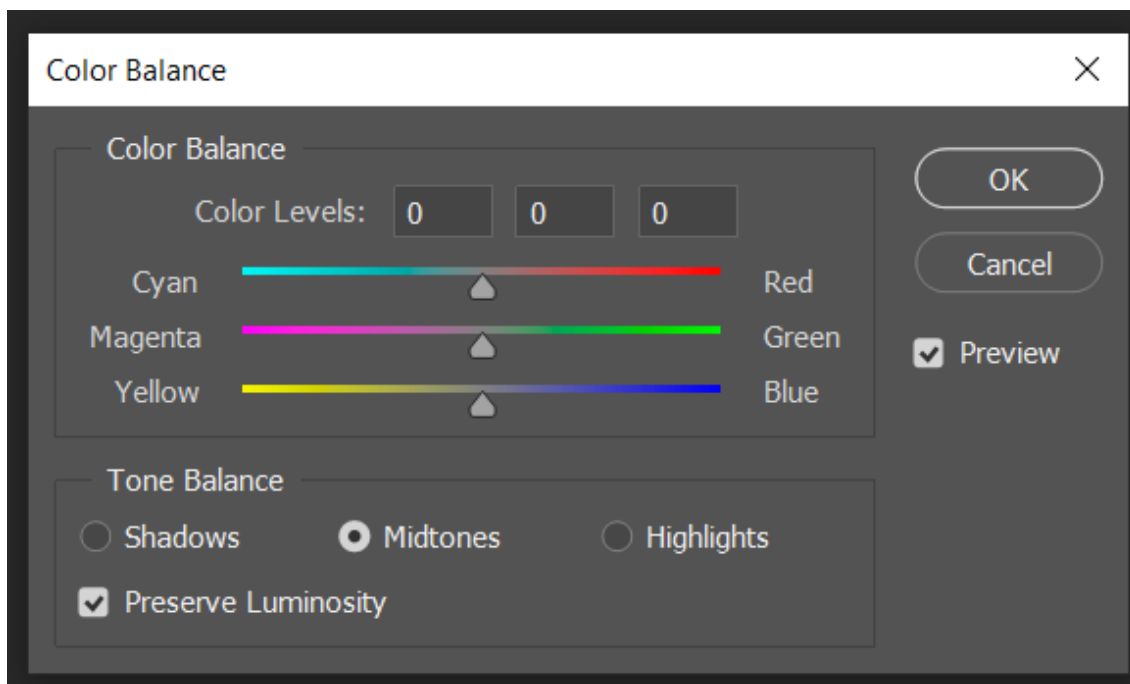 Color Balance
Color Balance
Color Levels: 0 0 0
OK
Cyan Red
Cancel
Magenta Green
Preview
Yellow Blue
Tone Balance
Shadows Midtones Highlights
Preserve Luminosity